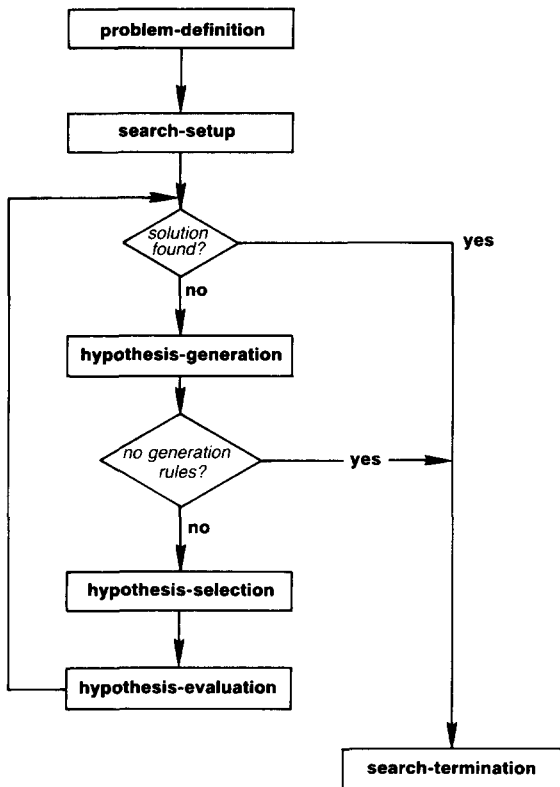 problem-definition
search-setup
solution
found?
yes
no
hypothesis-generation
no generation
rules?
yes
no
hypothesis-selection
hypothesis-evaluation
search-termination